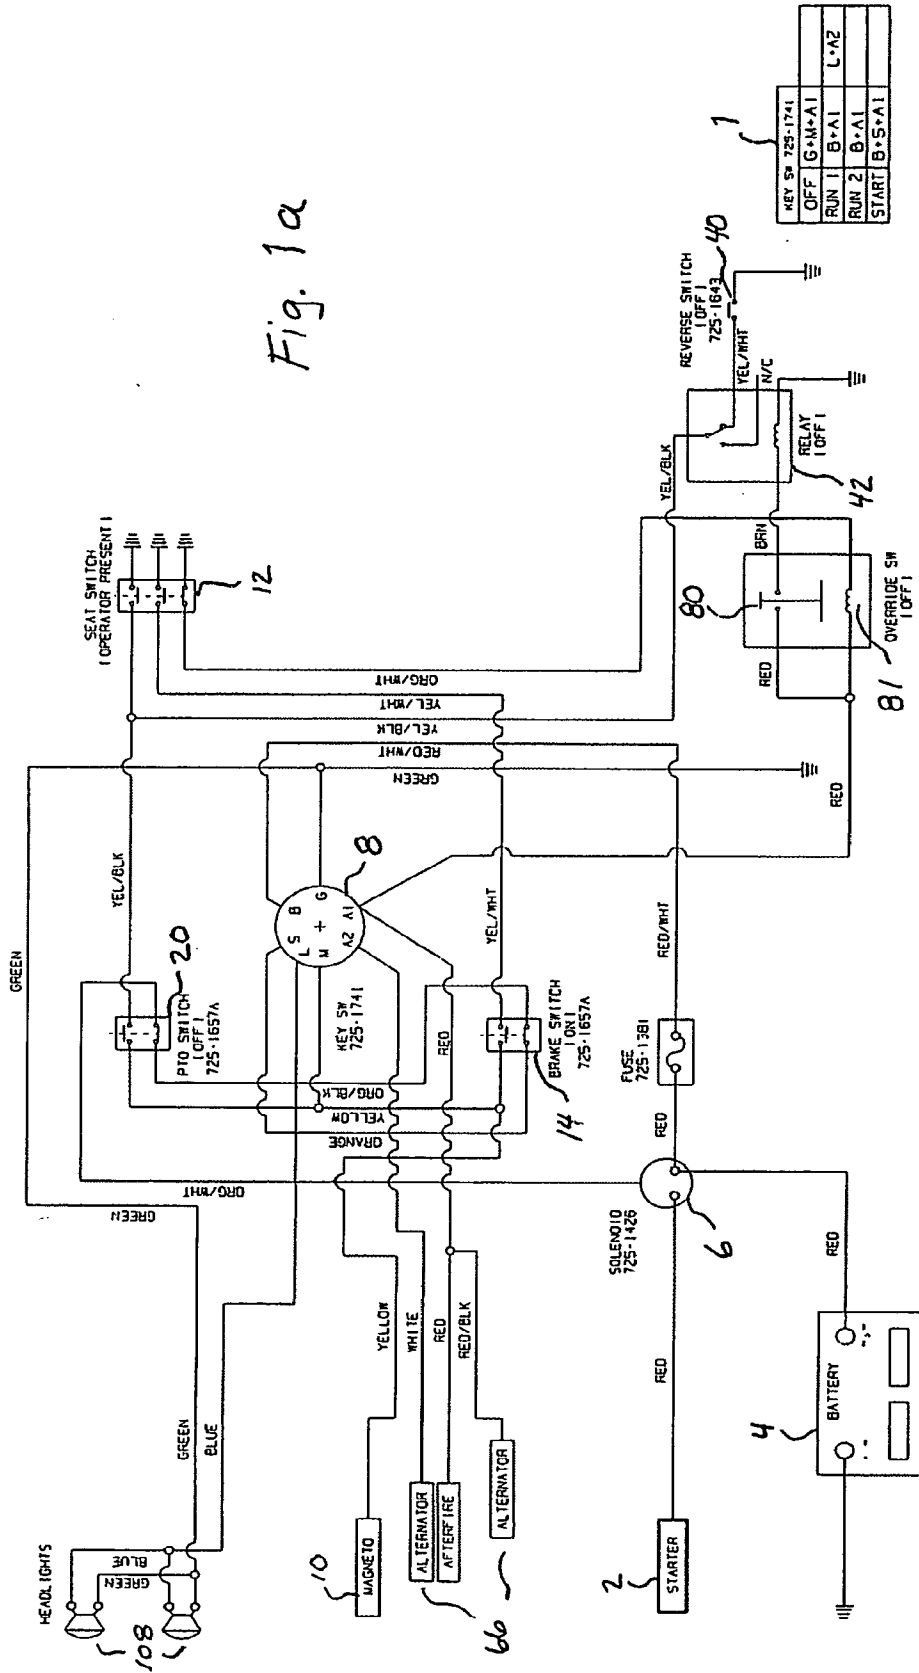 HEADLIGHTS
108
BLUE
GREEN
GREEN
BLUE
GREEN
GREEN
10
MAGNETO
YELLOW
ALTERNATOR
WHITE
AFTERFIRE
RED
RED/BLK
ALTERNATOR
66
2
STARTER
RED
SOLENOID
725-1426
6
4
BATTERY
RED
RED
FUSE
725-1381
RED/WHT
ORG/WHT
ORANGE
YELLOW
ORG/BLK
PTO SWITCH
(OFF)
725-1657A
20
YEL/BLK
KEY SW
725-1741
L S B
M + G
A2 A1
8
RED
BRAKE SWITCH
(ON)
725-1657A
14
YEL/WHT
GREEN
RED/WHT
YEL/BLK
YEL/WHT
ORG/WHT
SEAT SWITCH
(OPERATOR PRESENT)
12
RED
RED
80
81
OVERRIDE SW
(OFF)
BRN
YEL/BLK
RELAY
(OFF)
42
N/C
YEL/WHT
REVERSE SWITCH
(OFF)
725-1643
40
Fig. 1a
1
KEY SW 725-1741
OFF G+M+A1
RUN 1 B+A1 L+A2
RUN 2 B+A1
START B+S+A1